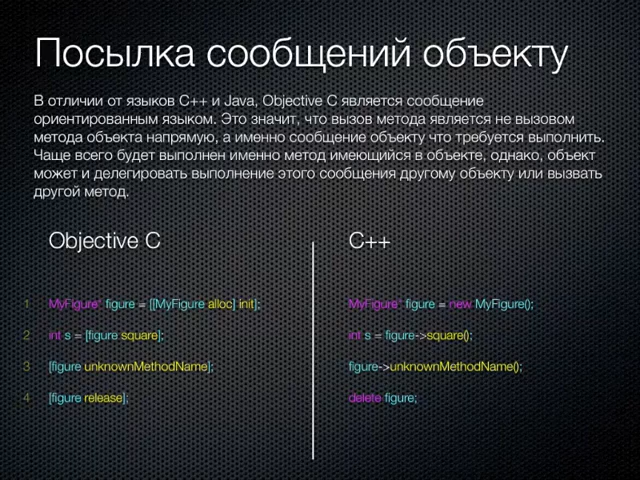 Посылка сообщений объекту
В отличии от языков C++ и Java, Objective C является сообщение
ориентированным языком. Это значит, что вызов метода является не вызовом
метода объекта напрямую, а именно сообщение объекту что требуется выполнить.
Чаще всего будет выполнен именно метод имеющийся в объекте, однако, объект
может и делегировать выполнение этого сообщения другому объекту или вызвать
другой метод.
Objective C
1 MyFigure* figure = [[MyFigure alloc] init];
2 int s = [figure square];
3 [figure unknownMethodName];
4 [figure release];
C++
MyFigure* figure = new MyFigure();
int s = figure->square();
figure->unknownMethodName();
delete figure;